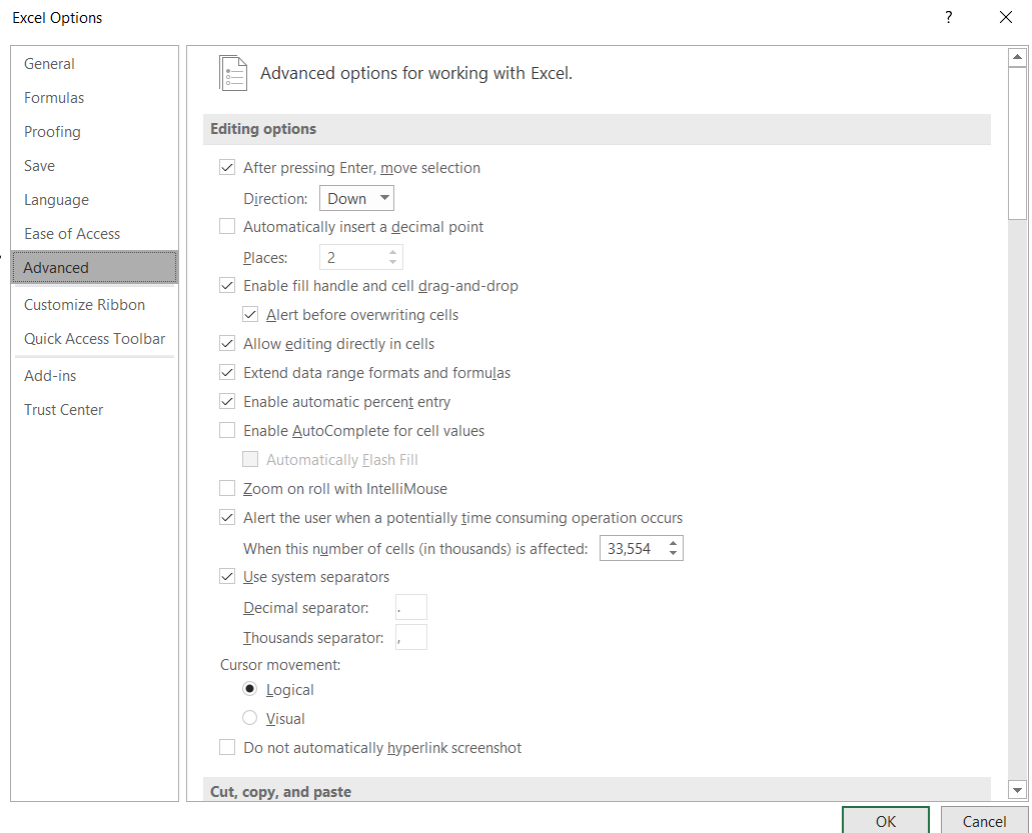 Excel Options
?
General
Formulas
Proofing
Save
Language
Ease of Access
Advanced
Customize Ribbon
Quick Access Toolbar
Add-ins
Trust Center
Advanced options for working with Excel.
Editing options
After pressing Enter, move selection
Direction: Down
Automatically insert a decimal point
Places: 2
Enable fill handle and cell drag-and-drop
Alert before overwriting cells
Allow editing directly in cells
Extend data range formats and formulas
Enable automatic percent entry
Enable AutoComplete for cell values
Automatically Flash Fill
Zoom on roll with IntelliMouse
Alert the user when a potentially time consuming operation occurs
When this number of cells (in thousands) is affected: 33,554
Use system separators
Decimal separator: .
Thousands separator: ,
Cursor movement:
Logical
Visual
Do not automatically hyperlink screenshot
Cut, copy, and paste
OK Cancel